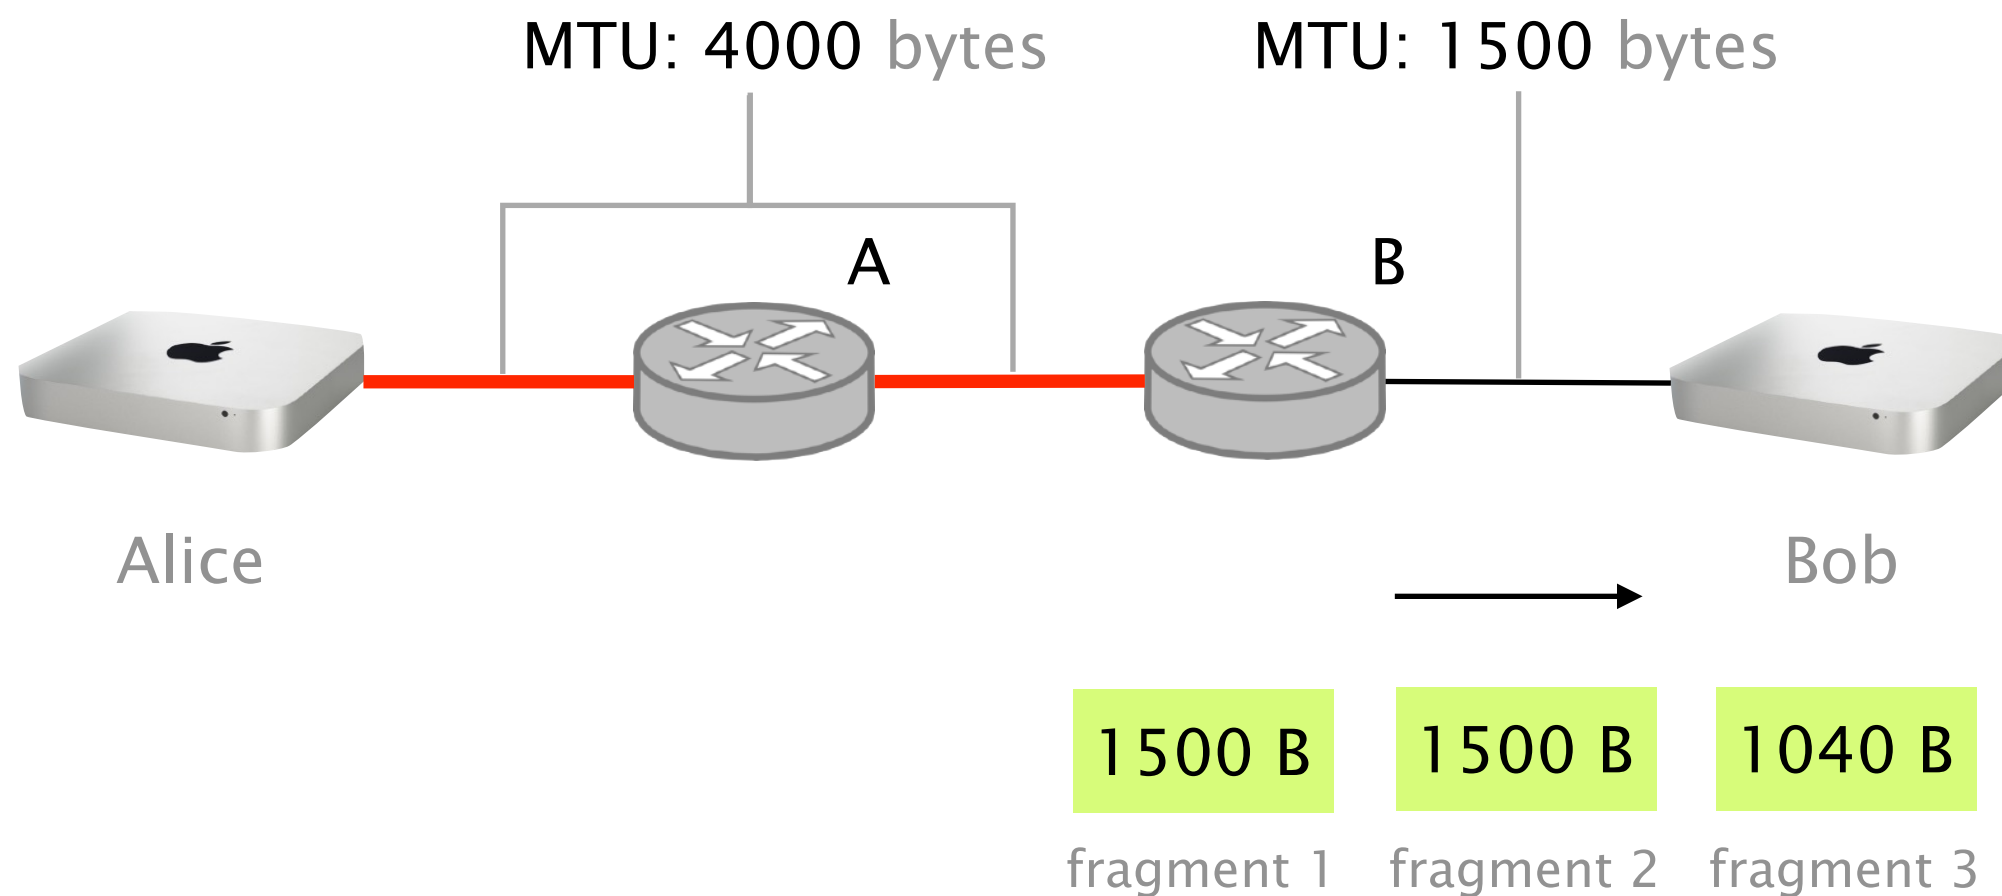 MTU: 4000 bytes
MTU: 1500 bytes
A
B
Alice
Bob
1500 B
1500 B
1040 B
fragment 1
fragment 2
fragment 3